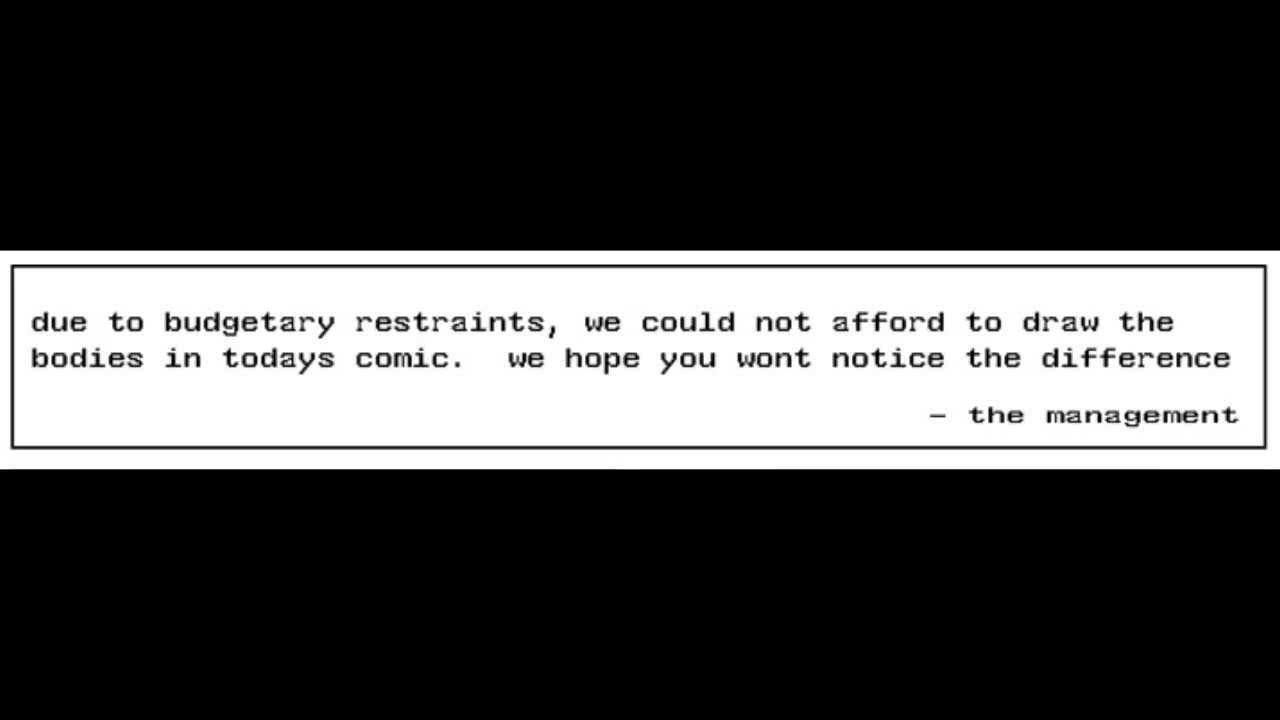 due to budgetary restraints, we could not afford to draw the
bodies in todays comic.  we hope you wont notice the difference
— the management